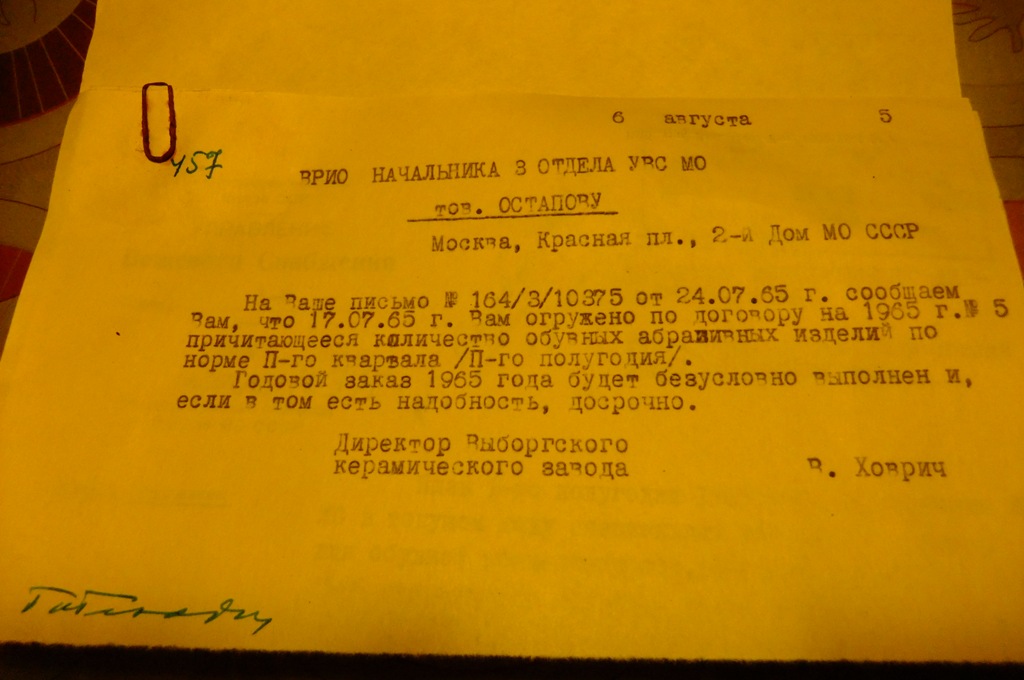 6 августа 5
457
ВРИО НАЧАЛЬНИКА 3 ОТДЕЛА УВС МО
тов. ОСТАПОВУ
Москва, Красная пл., 2-й Дом МО СССР
На Ваше письмо № 164/3/10375 от 24.07.65 г. сообщаем
Вам, что 17.07.65 г. Вам огружено по договору на 1965 г.№ 5
причитающееся количество обувных абразивных изделий по
норме П-го квартала /П-го полугодия/.
Годовой заказ 1965 года будет безусловно выполнен и,
если в том есть надобность, досрочно.
Директор Выборгского
керамического завода В. Ховрич